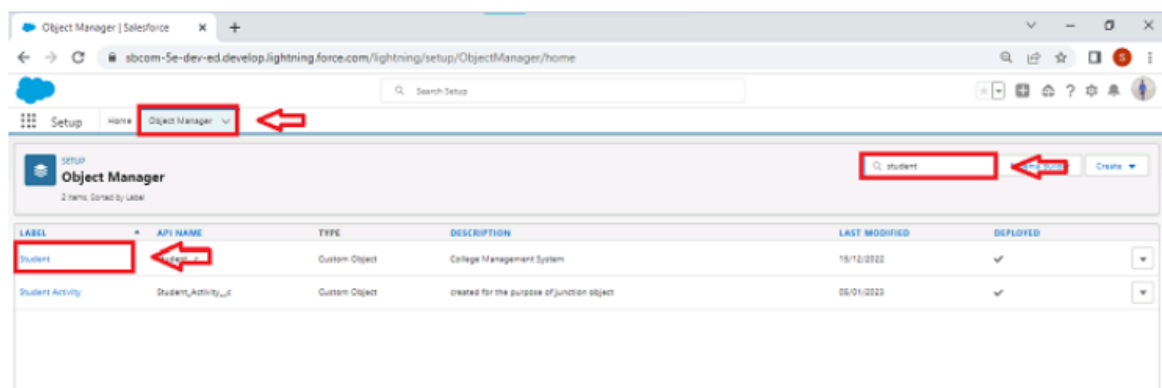 Object Manager | Salesforce
sbcom-5e-dev-ed.develop.lightning.force.com/lightning/setup/ObjectManager/home
S
Search Setup
Setup Home Object Manager
SETUP
Object Manager
2 Items, Sorted by Label
student
Create
LABEL API NAME TYPE DESCRIPTION LAST MODIFIED DEPLOYED
Student Custom Object College Management System 15/12/2022
Student Activity Student_Activity__c Custom Object created for the purpose of junction object 05/01/2023